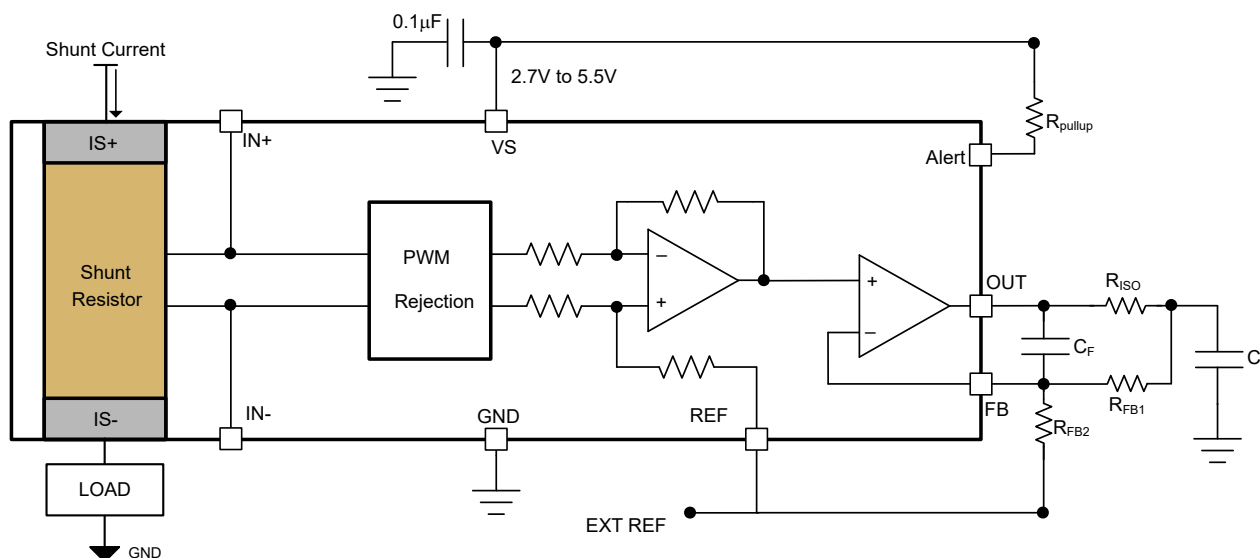 0.1μF
Shunt Current
2.7V to 5.5V
IS+
IN+
VS
Rpullup
Alert
Shunt
Resistor
PWM
Rejection
–
+
+
–
OUT
RISO
CF
C
FB
RFB1
RFB2
IS-
IN-
GND
REF
LOAD
EXT REF
GND